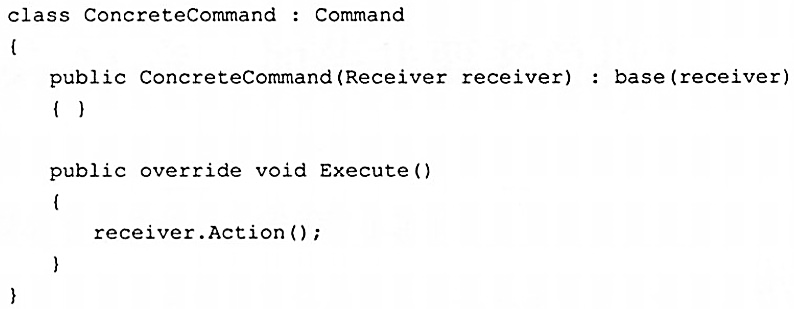 class ConcreteCommand : Command
{
public ConcreteCommand(Receiver receiver) : base(receiver)
{ }
public override void Execute()
{
receiver.Action();
}
}